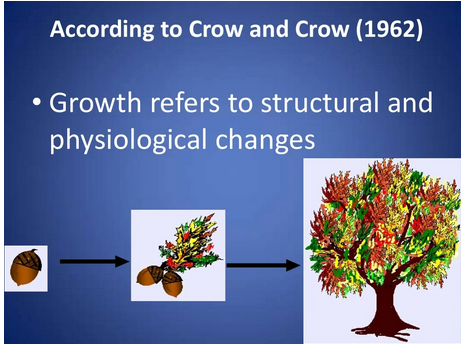 According to Crow and Crow (1962)
• Growth refers to structural and
physiological changes